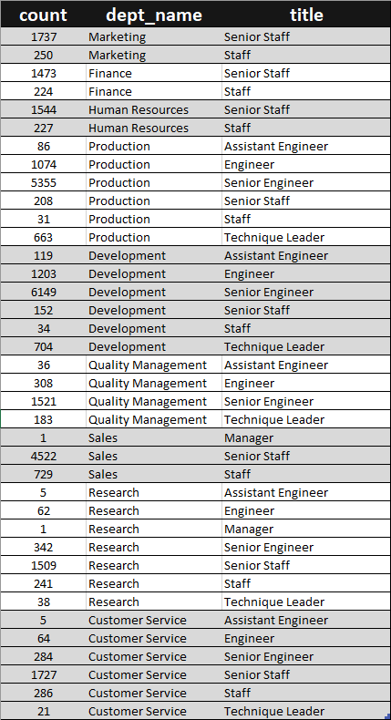 count dept_name title
1737 Marketing Senior Staff
250 Marketing Staff
1473 Finance Senior Staff
224 Finance Staff
1544 Human Resources Senior Staff
227 Human Resources Staff
86 Production Assistant Engineer
1074 Production Engineer
5355 Production Senior Engineer
208 Production Senior Staff
31 Production Staff
663 Production Technique Leader
119 Development Assistant Engineer
1203 Development Engineer
6149 Development Senior Engineer
152 Development Senior Staff
34 Development Staff
704 Development Technique Leader
36 Quality Management Assistant Engineer
308 Quality Management Engineer
1521 Quality Management Senior Engineer
183 Quality Management Technique Leader
1 Sales Manager
4522 Sales Senior Staff
729 Sales Staff
5 Research Assistant Engineer
62 Research Engineer
1 Research Manager
342 Research Senior Engineer
1509 Research Senior Staff
241 Research Staff
38 Research Technique Leader
5 Customer Service Assistant Engineer
64 Customer Service Engineer
284 Customer Service Senior Engineer
1727 Customer Service Senior Staff
286 Customer Service Staff
21 Customer Service Technique Leader